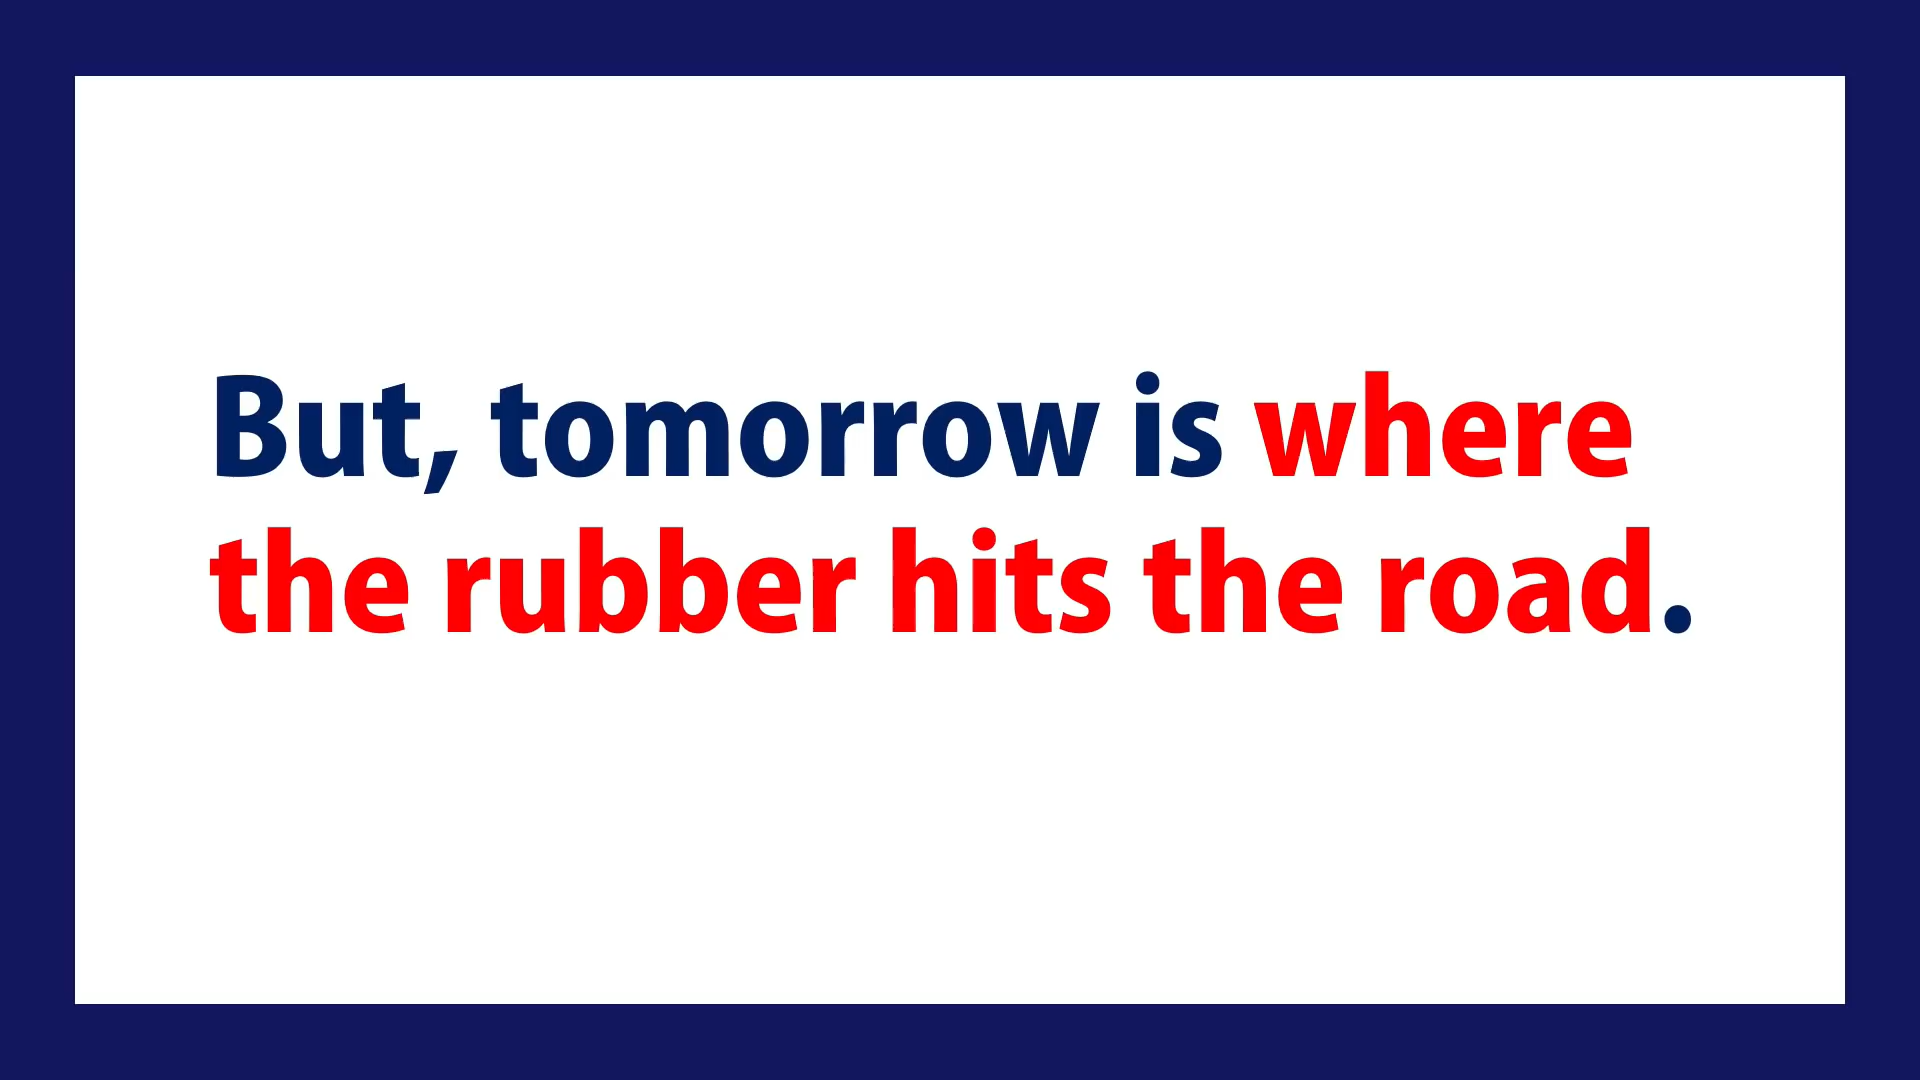 But, tomorrow is where
the rubber hits the road.